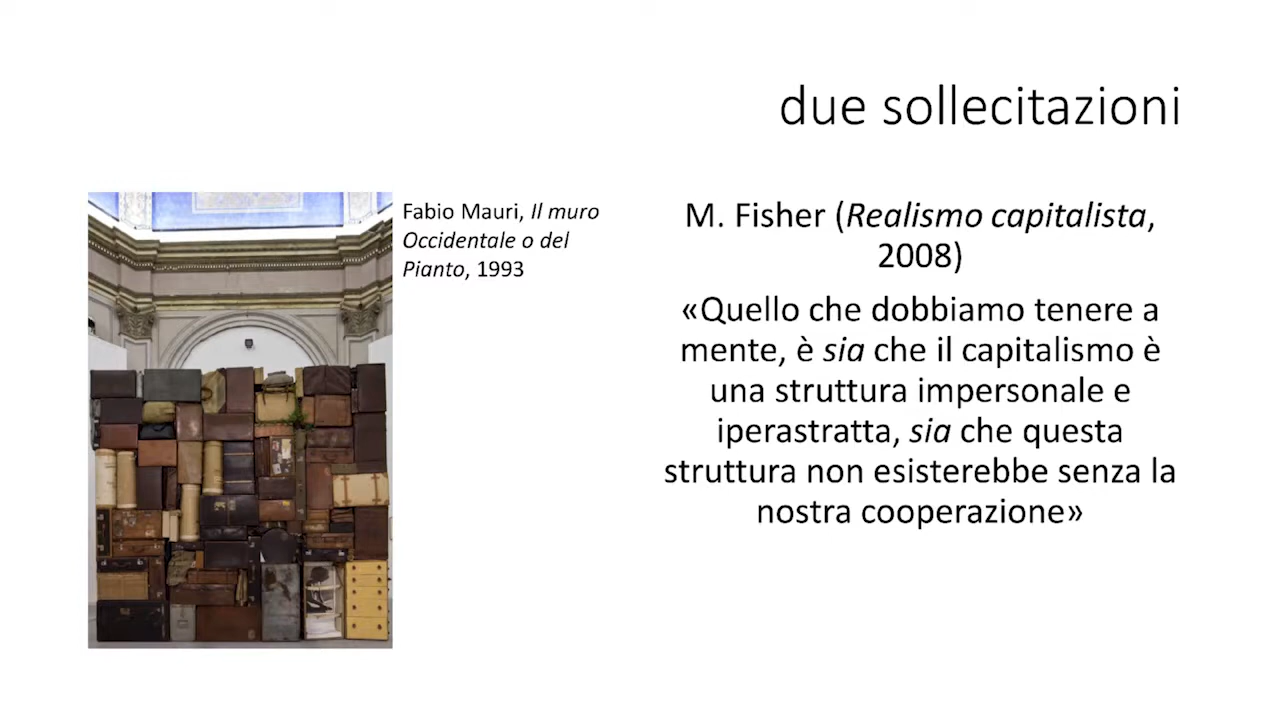 due sollecitazioni
Fabio Mauri, Il muro
Occidentale o del
Pianto, 1993
M. Fisher (Realismo capitalista,
2008)
«Quello che dobbiamo tenere a
mente, è sia che il capitalismo è
una struttura impersonale e
iperastratta, sia che questa
struttura non esisterebbe senza la
nostra cooperazione»